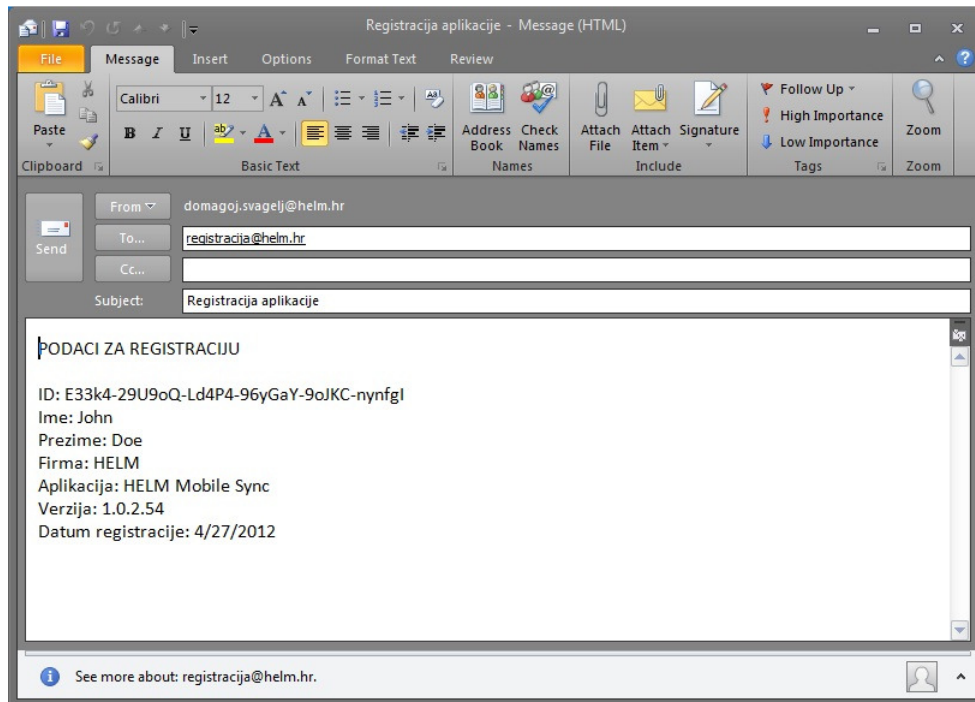 Registracija aplikacije - Message (HTML)
File Message Insert Options Format Text Review
Calibri 12
Paste
B I U
Address Book
Check Names
Attach File
Attach Item
Signature
Follow Up
High Importance
Low Importance
Zoom
Clipboard Basic Text Names Include Tags Zoom
From domagoj.svagelj@helm.hr
Send
To... registracija@helm.hr
Cc...
Subject: Registracija aplikacije
PODACI ZA REGISTRACIJU
ID: E33k4-29U9oQ-Ld4P4-96yGaY-9oJKC-nynfgI
Ime: John
Prezime: Doe
Firma: HELM
Aplikacija: HELM Mobile Sync
Verzija: 1.0.2.54
Datum registracije: 4/27/2012
See more about: registracija@helm.hr.